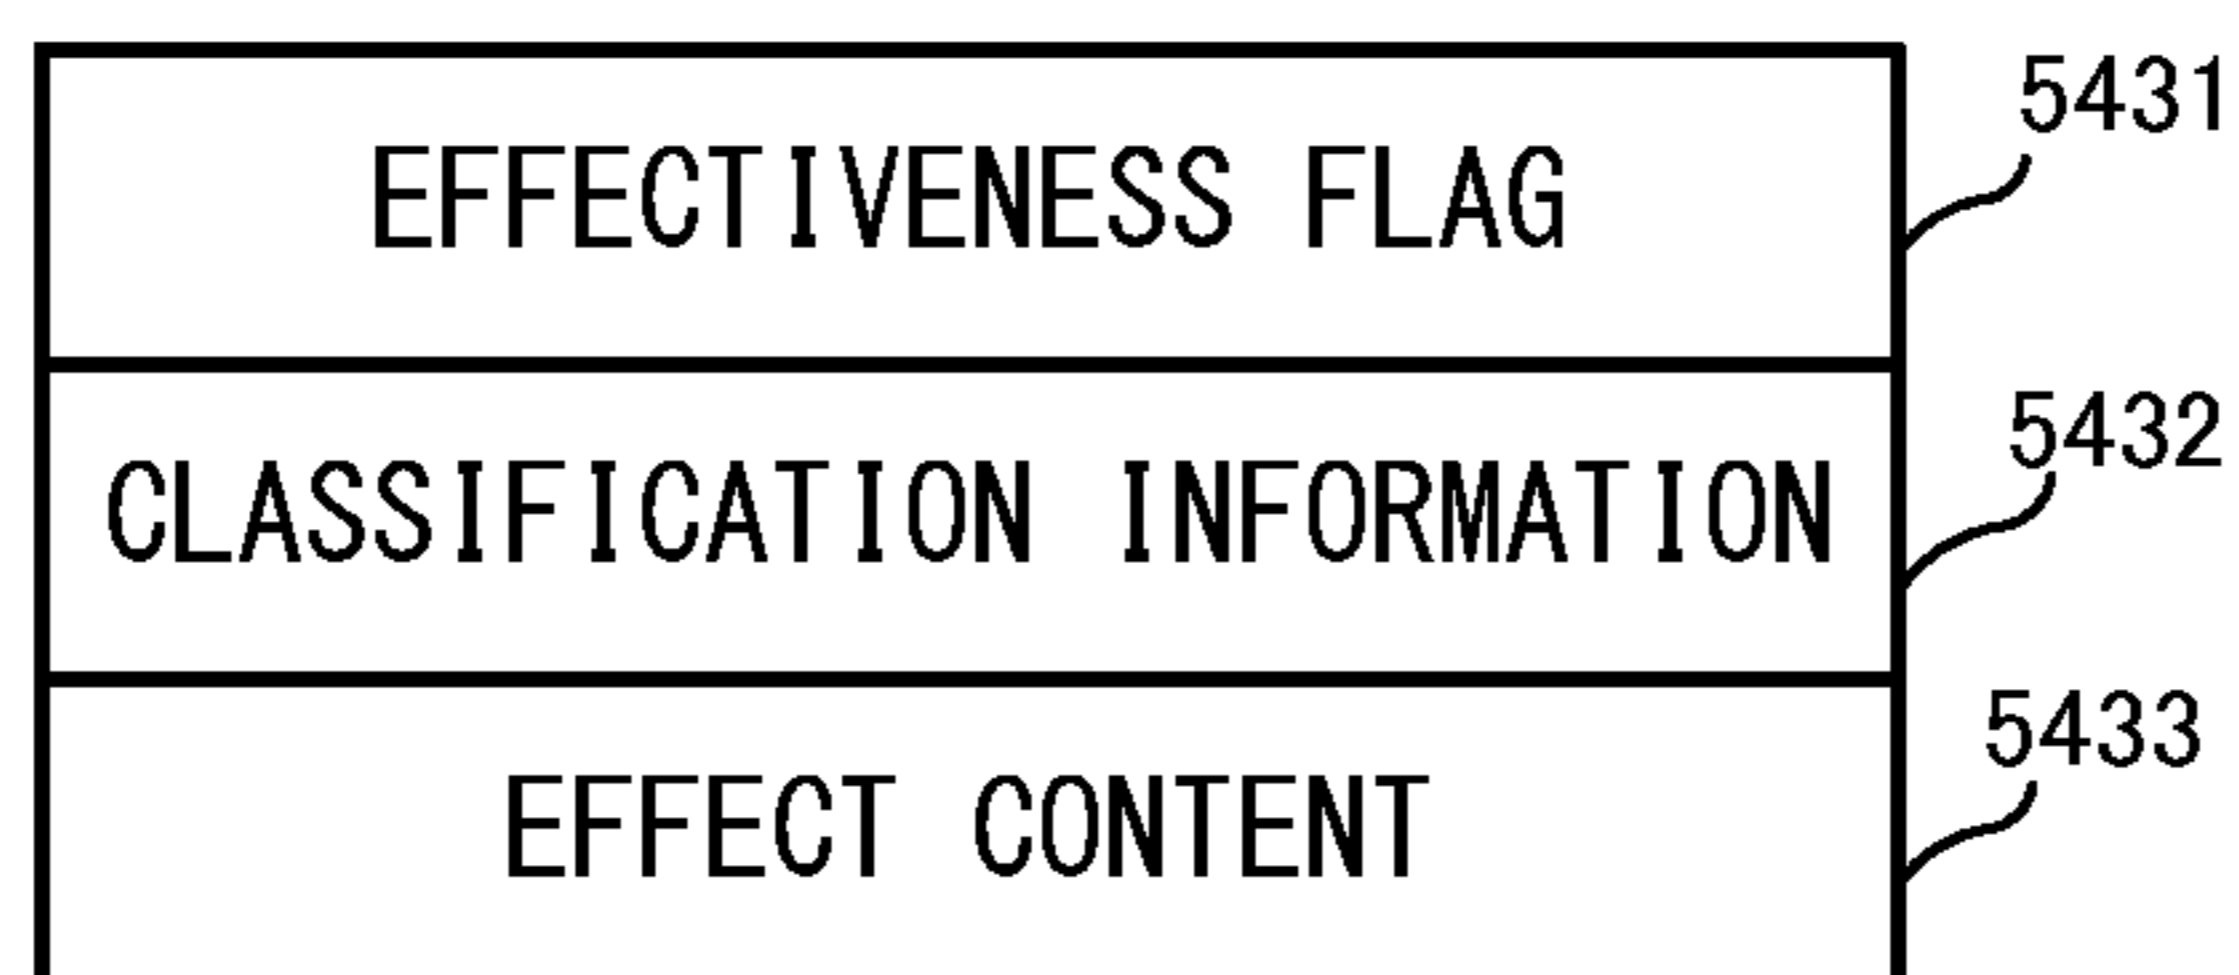 5431
EFFECTIVENESS FLAG
5432
CLASSIFICATION INFORMATION
5433
EFFECT CONTENT